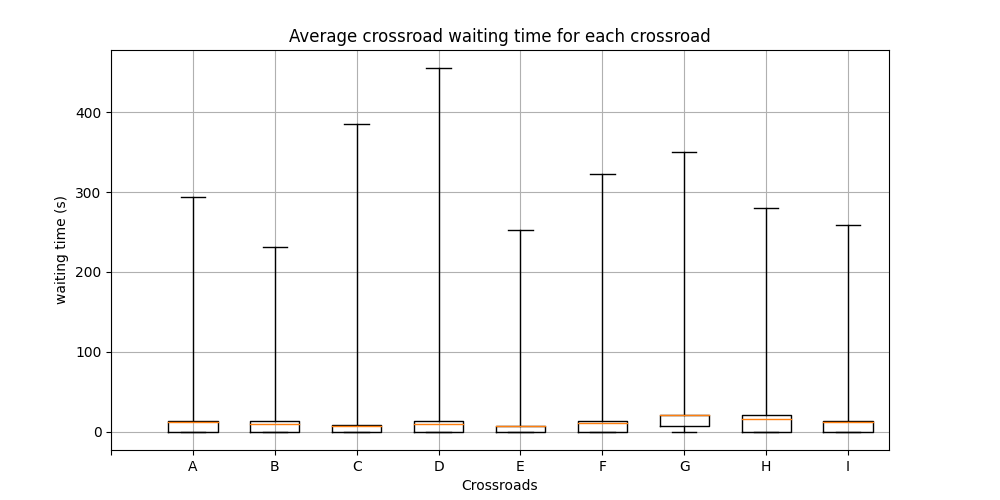 Average crossroad waiting time for each crossroad
waiting time (s)
400
300
200
100
0
A B C D E F G H I
Crossroads